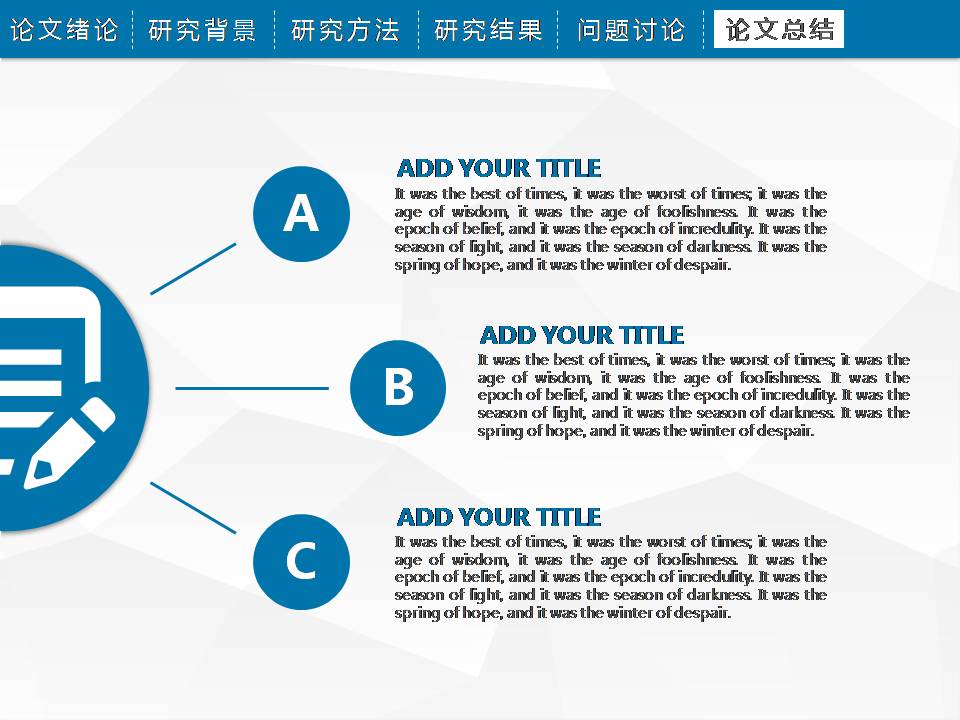 论文绪论 研究背景 研究方法 研究结果 问题讨论 论文总结
A
ADD YOUR TITLE
It was the best of times, it was the worst of times; it was the
age of wisdom, it was the age of foolishness. It was the
epoch of belief, and it was the epoch of incredulity. It was the
season of light, and it was the season of darkness. It was the
spring of hope, and it was the winter of despair.
B
ADD YOUR TITLE
It was the best of times, it was the worst of times; it was the
age of wisdom, it was the age of foolishness. It was the
epoch of belief, and it was the epoch of incredulity. It was the
season of light, and it was the season of darkness. It was the
spring of hope, and it was the winter of despair.
C
ADD YOUR TITLE
It was the best of times, it was the worst of times; it was the
age of wisdom, it was the age of foolishness. It was the
epoch of belief, and it was the epoch of incredulity. It was the
season of light, and it was the season of darkness. It was the
spring of hope, and it was the winter of despair.